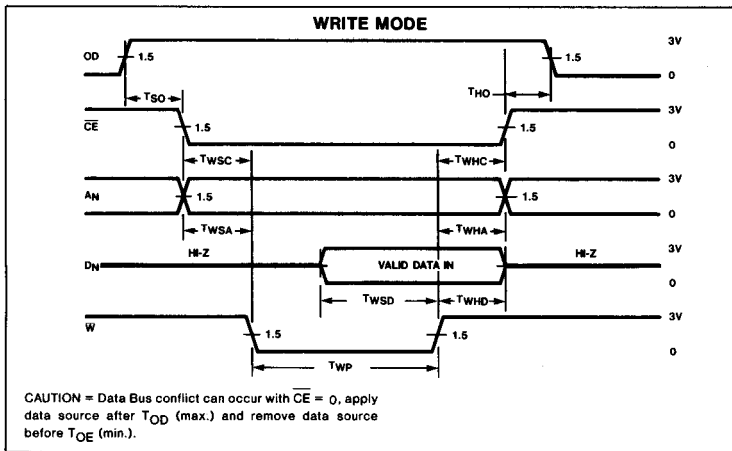 WRITE MODE
OD 1.5 3V
0
TSO THO
CE 1.5 1.5 3V
0
TWSC TWHC
AN 1.5 1.5 3V
0
TWSA TWHA
HI-Z HI-Z
DN VALID DATA IN 3V
0
TWSD TWHD
W 1.5 1.5 3V
0
TWP
1.5
CAUTION = Data Bus conflict can occur with CE = 0, apply
data source after TOD (max.) and remove data source
before TOE (min.).